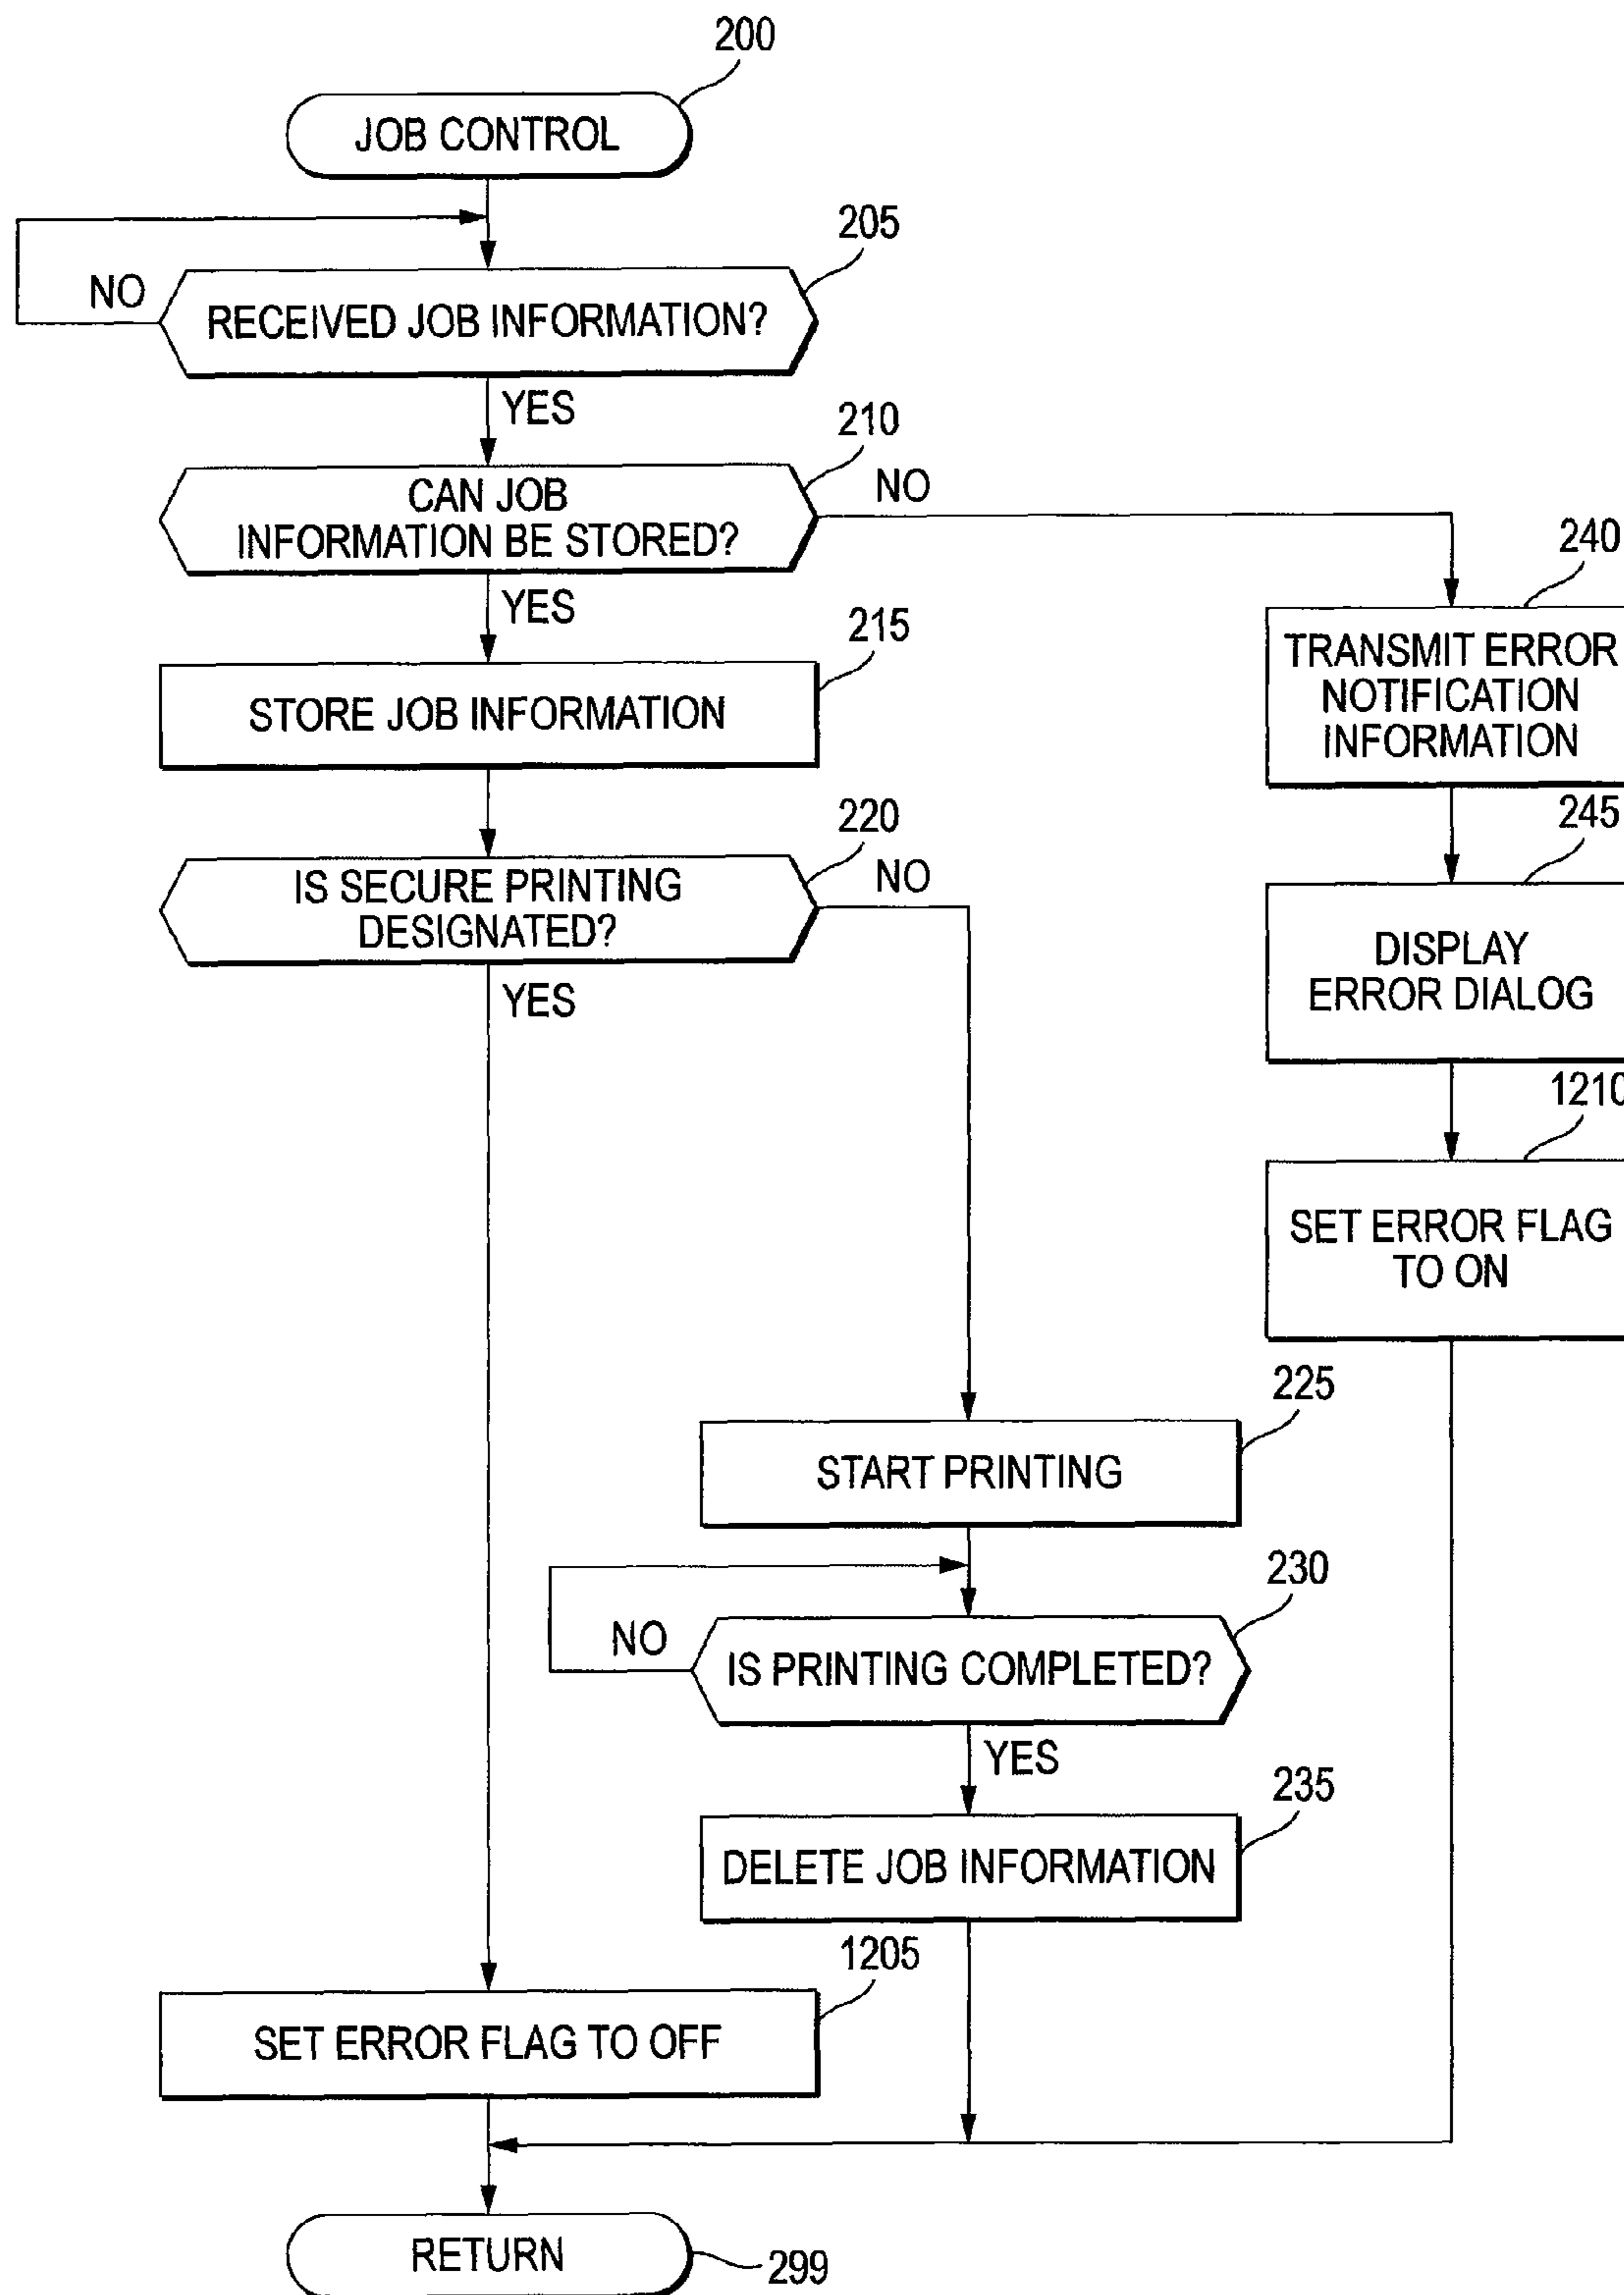 200
JOB CONTROL
205
NO
RECEIVED JOB INFORMATION?
YES
210
CAN JOB
INFORMATION BE STORED?
NO
YES
240
TRANSMIT ERROR
NOTIFICATION
INFORMATION
215
STORE JOB INFORMATION
220
IS SECURE PRINTING
DESIGNATED?
NO
YES
245
DISPLAY
ERROR DIALOG
1210
SET ERROR FLAG
TO ON
225
START PRINTING
230
NO
IS PRINTING COMPLETED?
YES
235
DELETE JOB INFORMATION
1205
SET ERROR FLAG TO OFF
RETURN
299